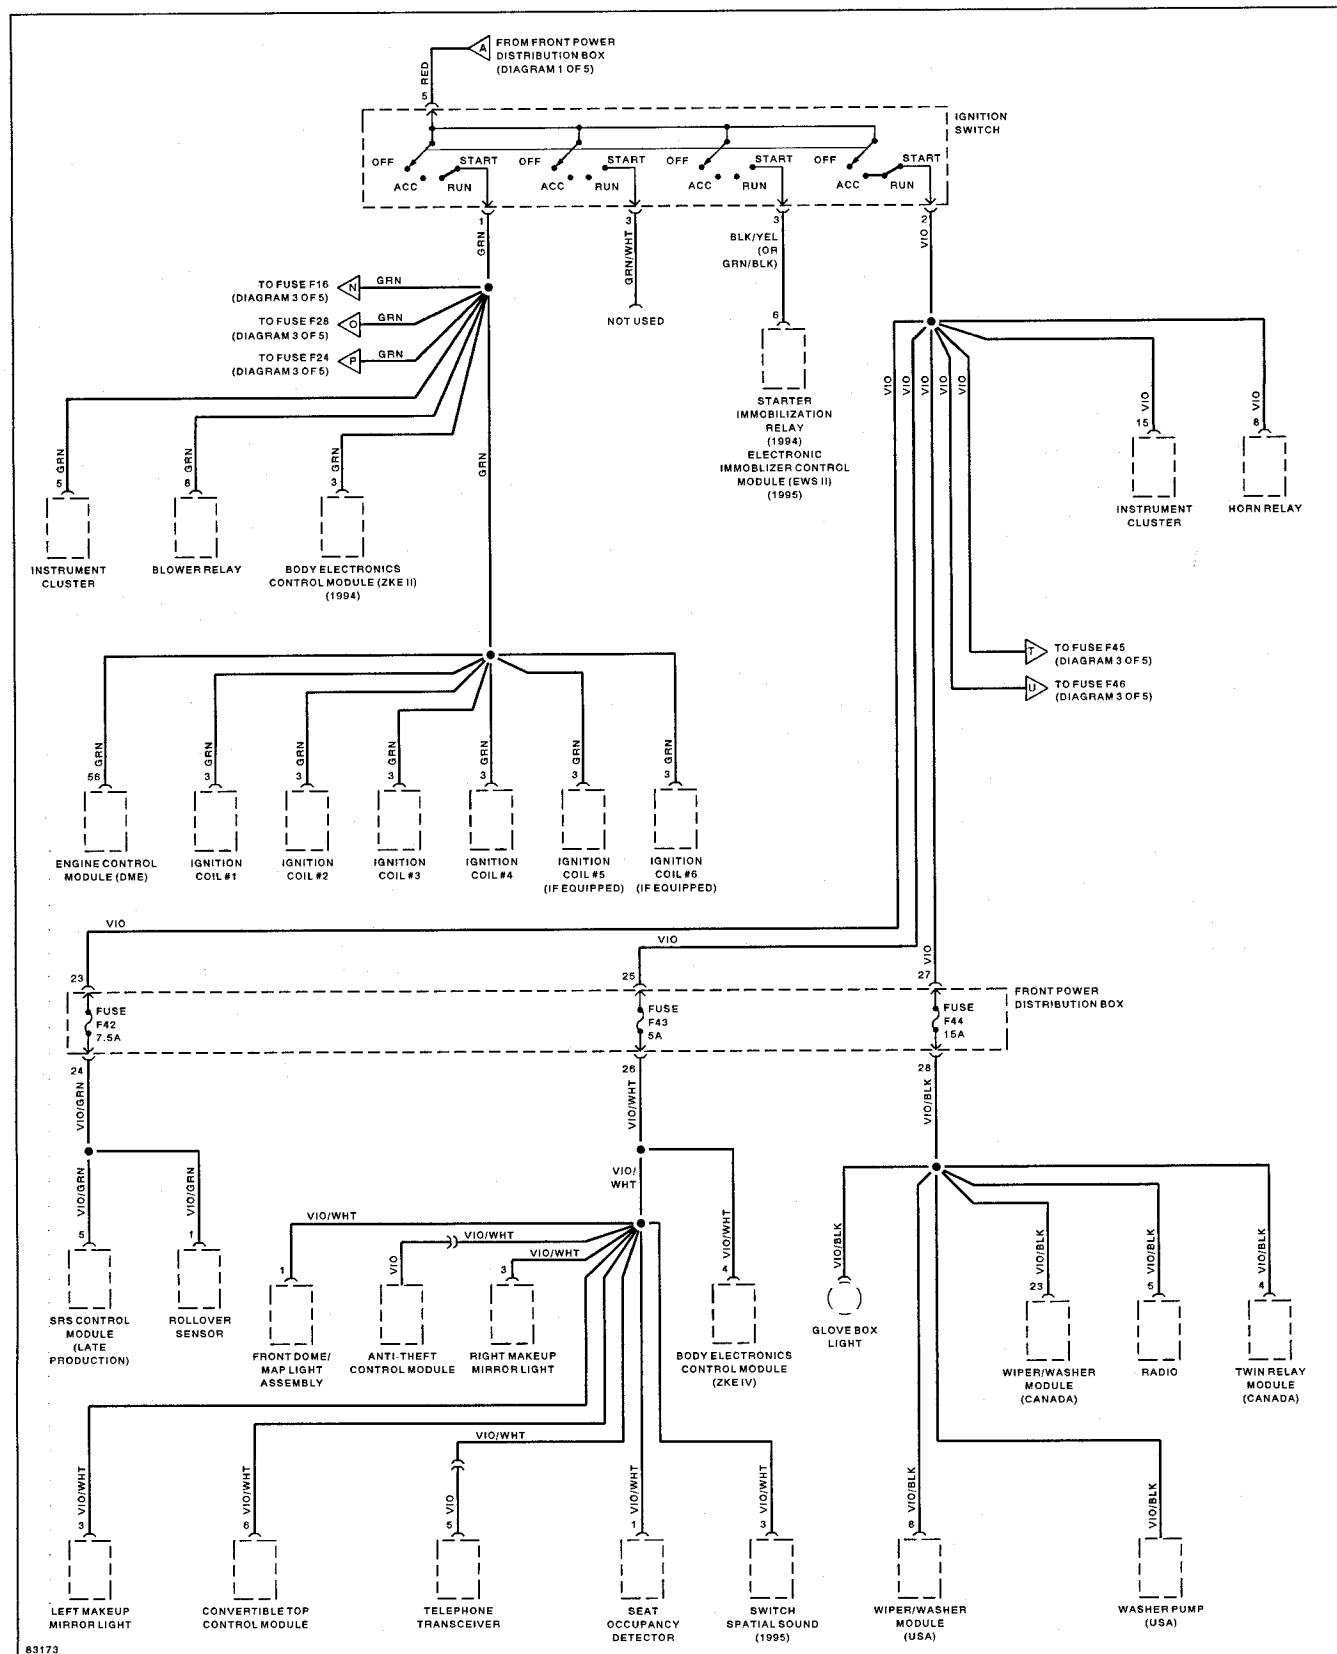 A
FROM FRONT POWER
DISTRIBUTION BOX
(DIAGRAM 1 OF 5)
RED
5
IGNITION
SWITCH
OFF
ACC
RUN
START
OFF
ACC
RUN
START
OFF
ACC
RUN
START
OFF
ACC
RUN
START
1
GRN
3
GRN/WHT
NOT USED
3
BLK/YEL
(OR
GRN/BLK)
2
VIO
TO FUSE F16
(DIAGRAM 3 OF 5)
N
GRN
TO FUSE F28
(DIAGRAM 3 OF 5)
O
GRN
TO FUSE F24
(DIAGRAM 3 OF 5)
P
GRN
6
STARTER
IMMOBILIZATION
RELAY
(1994)
ELECTRONIC
IMMOBLIZER CONTROL
MODULE (EWS II)
(1995)
VIO
VIO
VIO
VIO
VIO
VIO
15
INSTRUMENT
CLUSTER
VIO
8
HORN RELAY
GRN
5
INSTRUMENT
CLUSTER
GRN
8
BLOWER RELAY
GRN
3
BODY ELECTRONICS
CONTROL MODULE (ZKE II)
(1994)
GRN
T
TO FUSE F45
(DIAGRAM 3 OF 5)
U
TO FUSE F46
(DIAGRAM 3 OF 5)
GRN
56
ENGINE CONTROL
MODULE (DME)
GRN
3
IGNITION
COIL #1
GRN
3
IGNITION
COIL #2
GRN
3
IGNITION
COIL #3
GRN
3
IGNITION
COIL #4
GRN
3
IGNITION
COIL #5
(IF EQUIPPED)
GRN
3
IGNITION
COIL #6
(IF EQUIPPED)
VIO
VIO
VIO
23
25
27
FRONT POWER
DISTRIBUTION BOX
FUSE
F42
7.5A
FUSE
F43
5A
FUSE
F44
15A
24
VIO/GRN
26
VIO/WHT
28
VIO/BLK
VIO/GRN
5
SRS CONTROL
MODULE
(LATE
PRODUCTION)
VIO/GRN
1
ROLLOVER
SENSOR
VIO/
WHT
VIO/WHT
1
FRONT DOME/
MAP LIGHT
ASSEMBLY
VIO/WHT
VIO
ANTI-THEFT
CONTROL MODULE
VIO/WHT
3
RIGHT MAKEUP
MIRROR LIGHT
VIO/WHT
4
BODY ELECTRONICS
CONTROL MODULE
(ZKE IV)
VIO/BLK
GLOVE BOX
LIGHT
VIO/BLK
23
WIPER/WASHER
MODULE
(CANADA)
VIO/BLK
5
RADIO
VIO/BLK
4
TWIN RELAY
MODULE
(CANADA)
VIO/WHT
3
LEFT MAKEUP
MIRROR LIGHT
VIO/WHT
6
CONVERTIBLE TOP
CONTROL MODULE
VIO/WHT
VIO
5
TELEPHONE
TRANSCEIVER
VIO/WHT
1
SEAT
OCCUPANCY
DETECTOR
VIO/WHT
3
SWITCH
SPATIAL SOUND
(1995)
VIO/BLK
8
WIPER/WASHER
MODULE
(USA)
VIO/BLK
WASHER PUMP
(USA)
83173